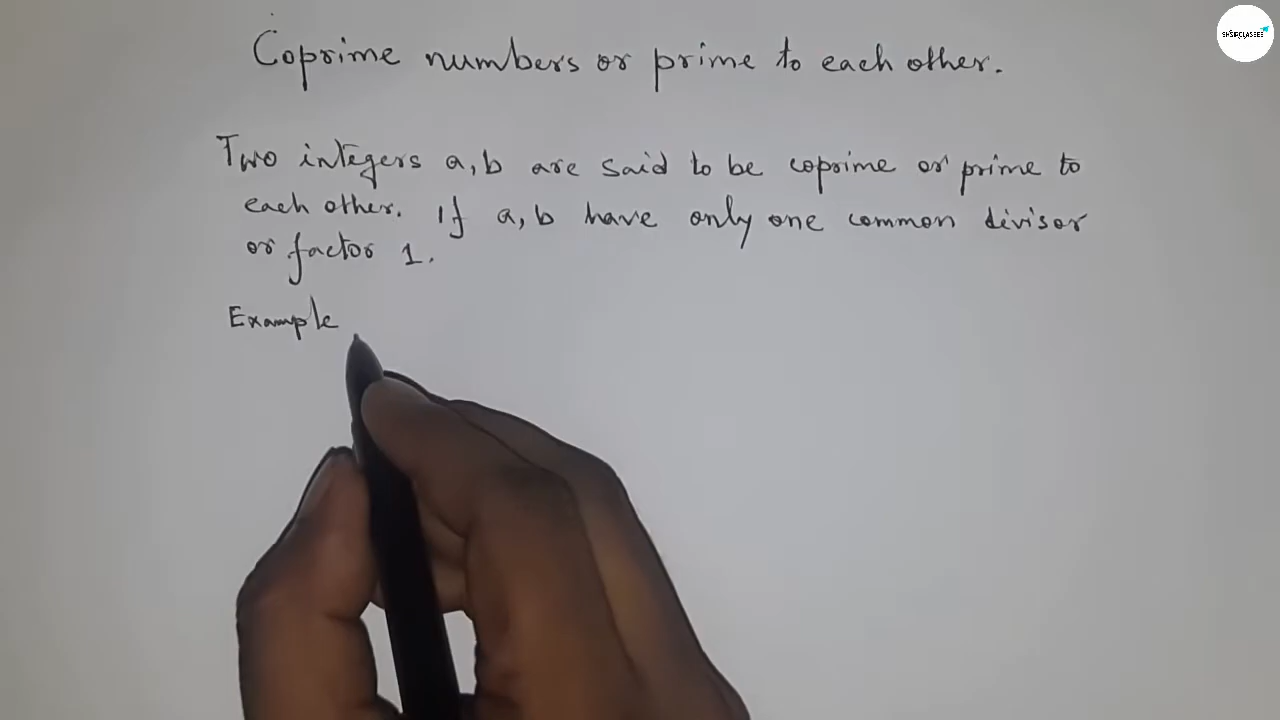 Coprime numbers or prime to each other.
SHSIRCLASSES
Two integers a,b are said to be coprime or prime to
each other. If a,b have only one common divisor
or factor 1.
Example